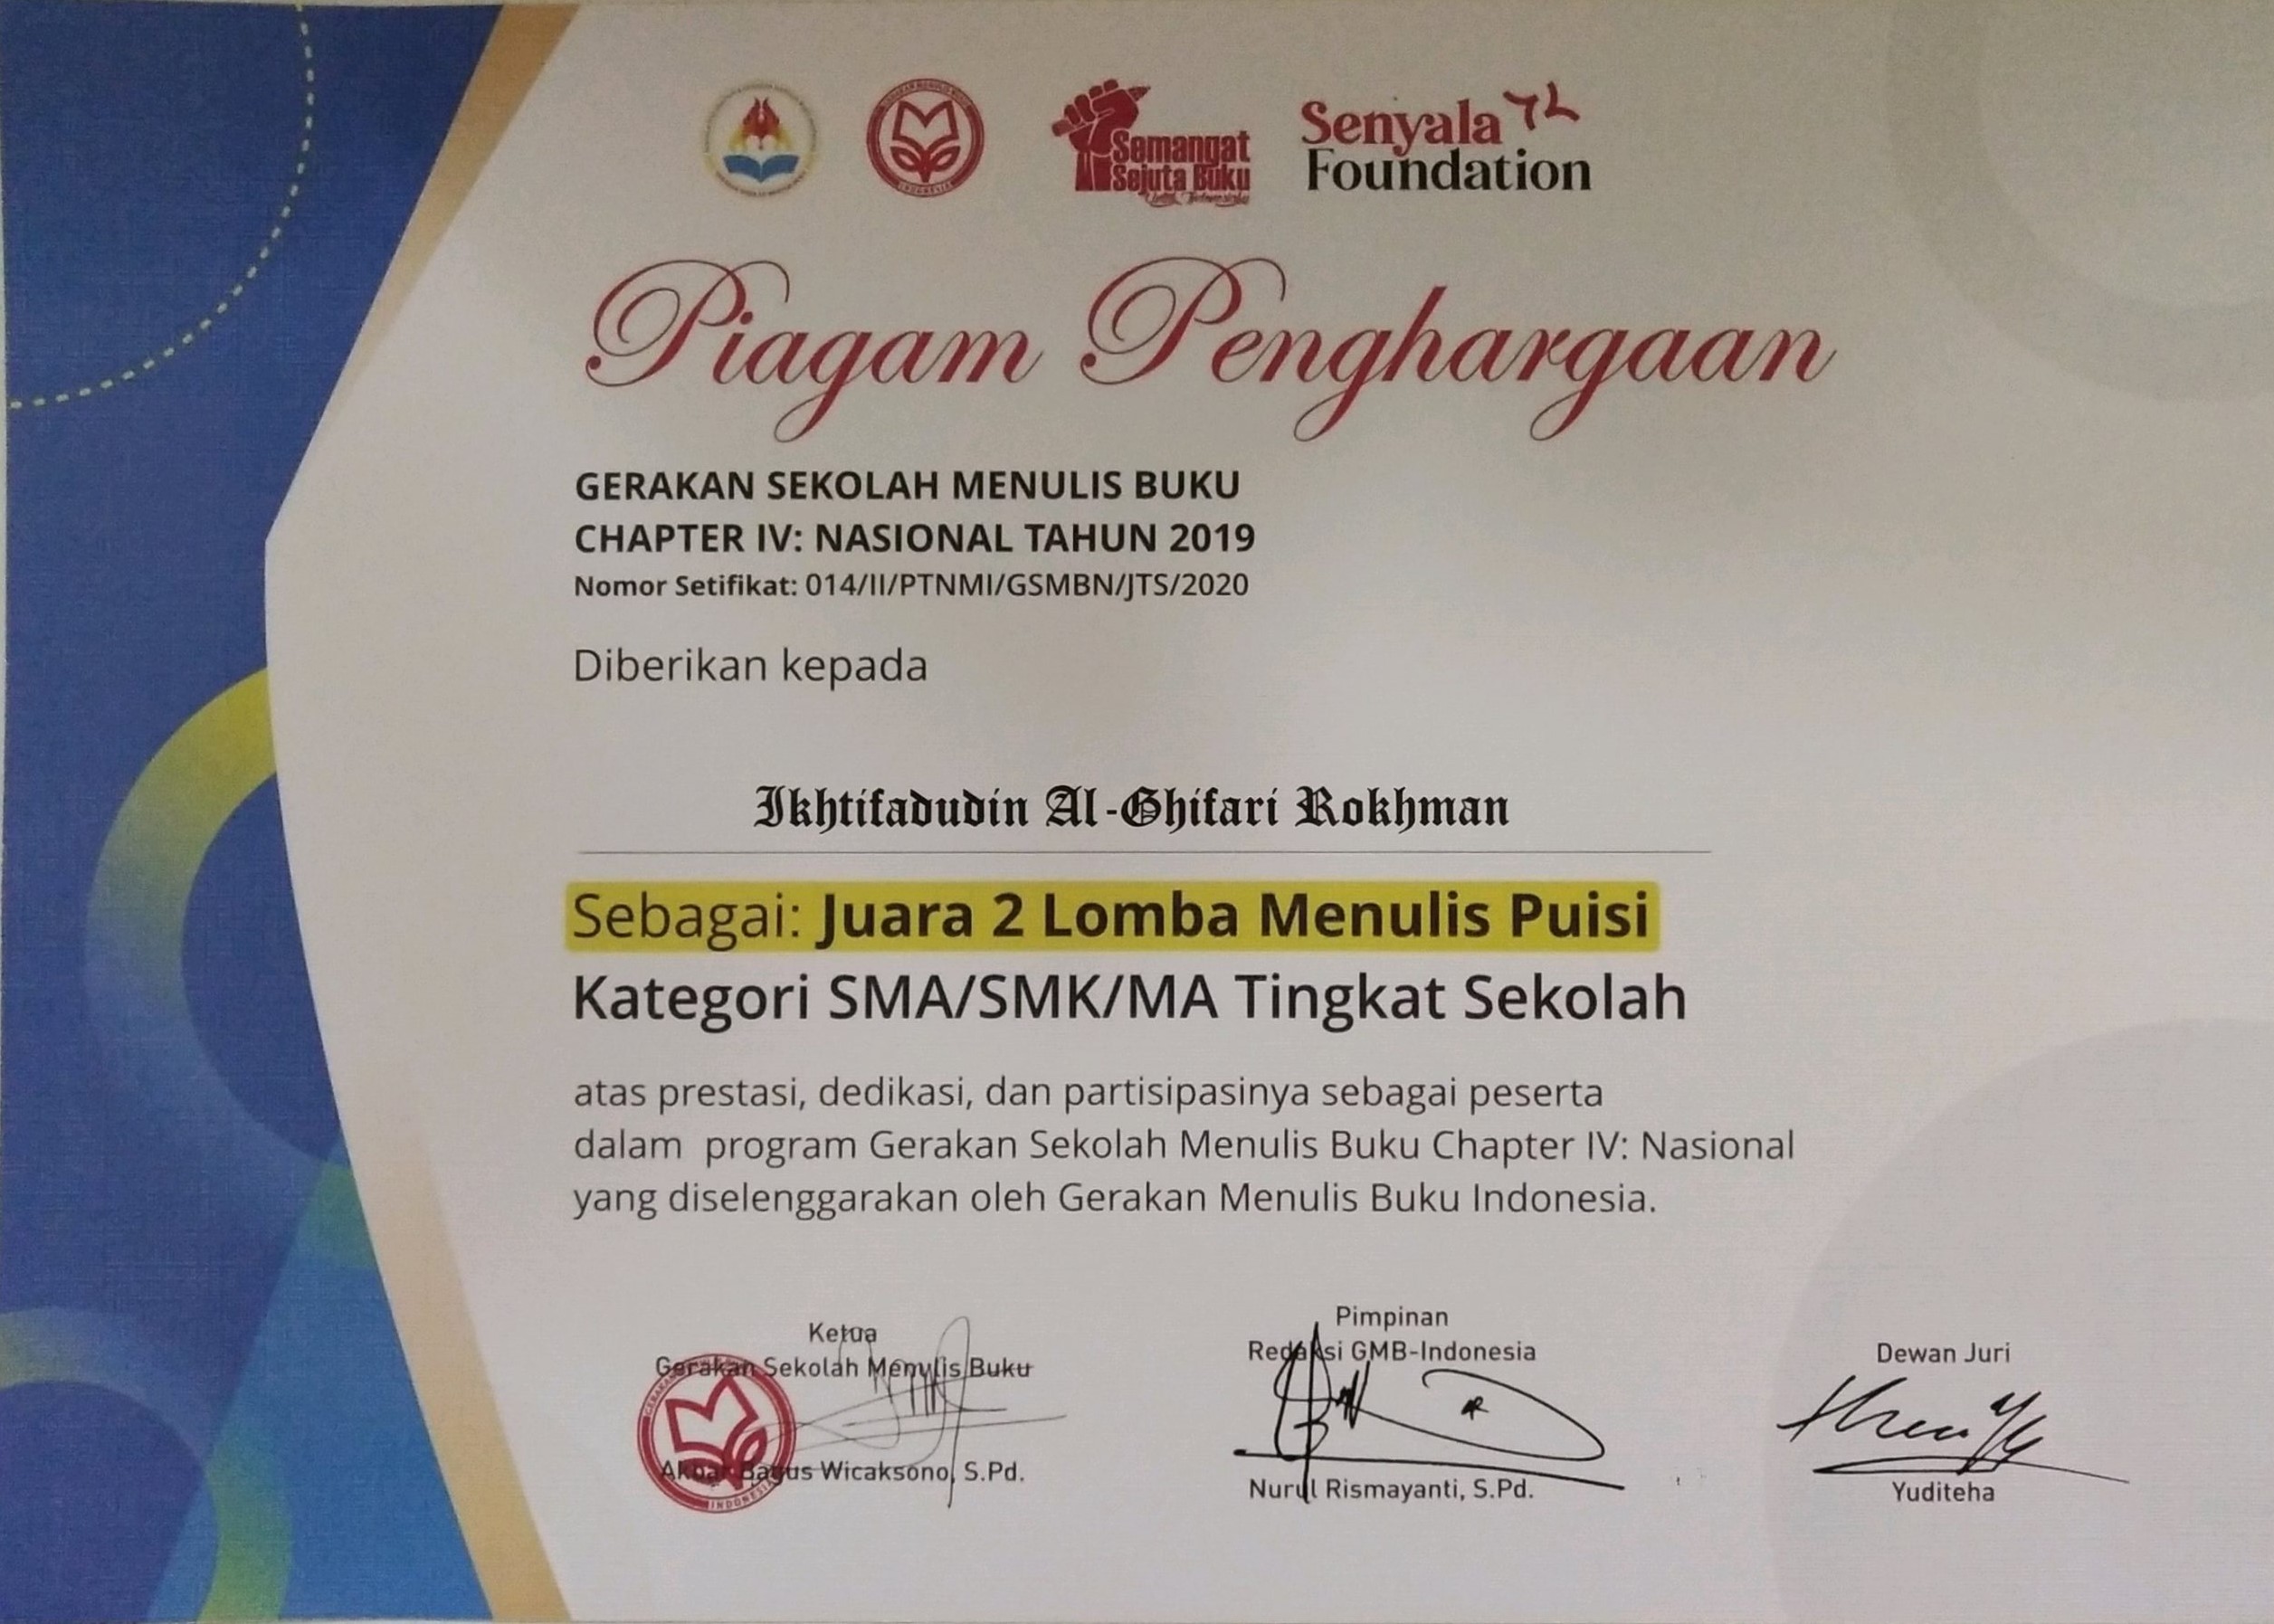 Semangat
Sejuta Buku
Senyala
Foundation
Piagam Penghargaan
GERAKAN SEKOLAH MENULIS BUKU
CHAPTER IV: NASIONAL TAHUN 2019
Nomor Setifikat: 014/II/PTNMI/GSMBN/JTS/2020
Diberikan kepada
Ikhtifadudin Al-Ghifari Rokhman
Sebagai: Juara 2 Lomba Menulis Puisi
Kategori SMA/SMK/MA Tingkat Sekolah
atas prestasi, dedikasi, dan partisipasinya sebagai peserta
dalam program Gerakan Sekolah Menulis Buku Chapter IV: Nasional
yang diselenggarakan oleh Gerakan Menulis Buku Indonesia.
Ketua
Gerakan Sekolah Menulis Buku
INDONESIA
Akbar Bagus Wicaksono, S.Pd.
Pimpinan
Redaksi GMB-Indonesia
Nurul Rismayanti, S.Pd.
Dewan Juri
Yuditeha